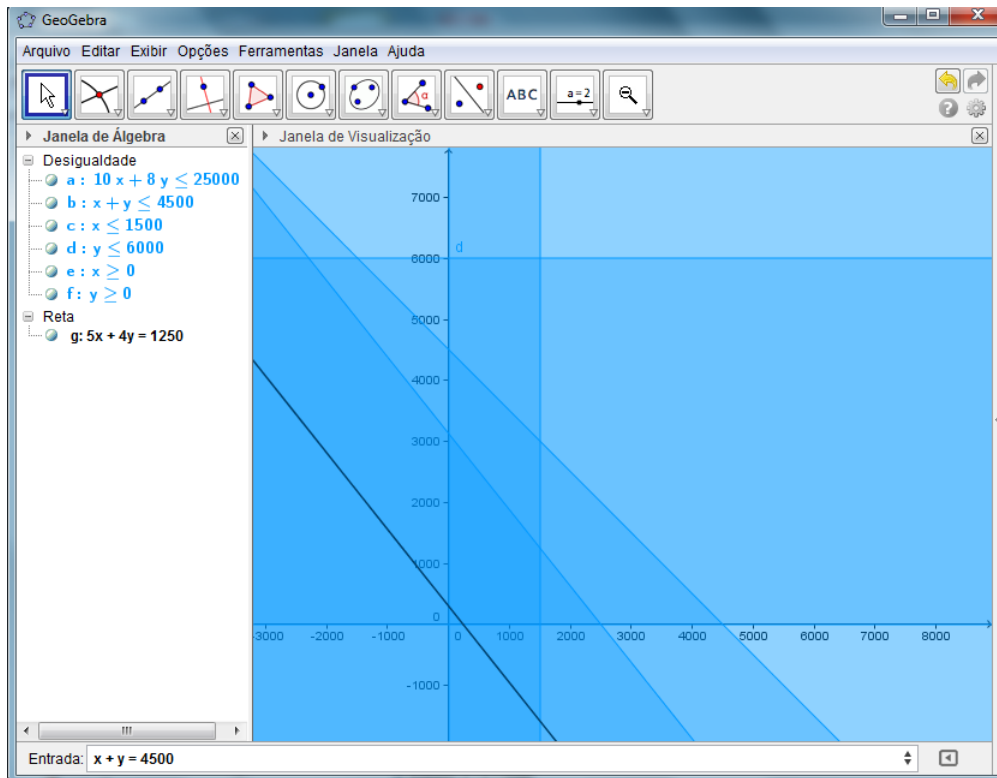 GeoGebra
Arquivo Editar Exibir Opções Ferramentas Janela Ajuda
α ABC a=2
Janela de Álgebra
Janela de Visualização
Desigualdade
a : 10 x + 8 y ≤ 25000
b : x + y ≤ 4500
c : x ≤ 1500
d : y ≤ 6000
e : x ≥ 0
f : y ≥ 0
Reta
g: 5x + 4y = 1250
7000
d
6000
5000
4000
3000
2000
1000
0
-3000 -2000 -1000 0 1000 2000 3000 4000 5000 6000 7000 8000
-1000
Entrada: x + y = 4500